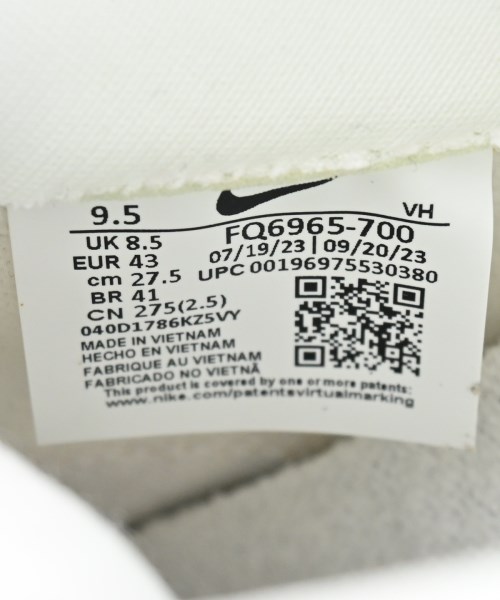 9.5
VH
UK 8.5
FQ6965-700
EUR 43
07/19/23 | 09/20/23
cm 27.5
UPC 00196975530380
BR 41
CN 275(2.5)
040D1786KZ5VY
MADE IN VIETNAM
HECHO EN VIETNAM
FABRIQUE AU VIETNAM
FABRICADO NO VIETNÃ
This product is covered by one or more patents:
www.nike.com/patentsvirtualmarking